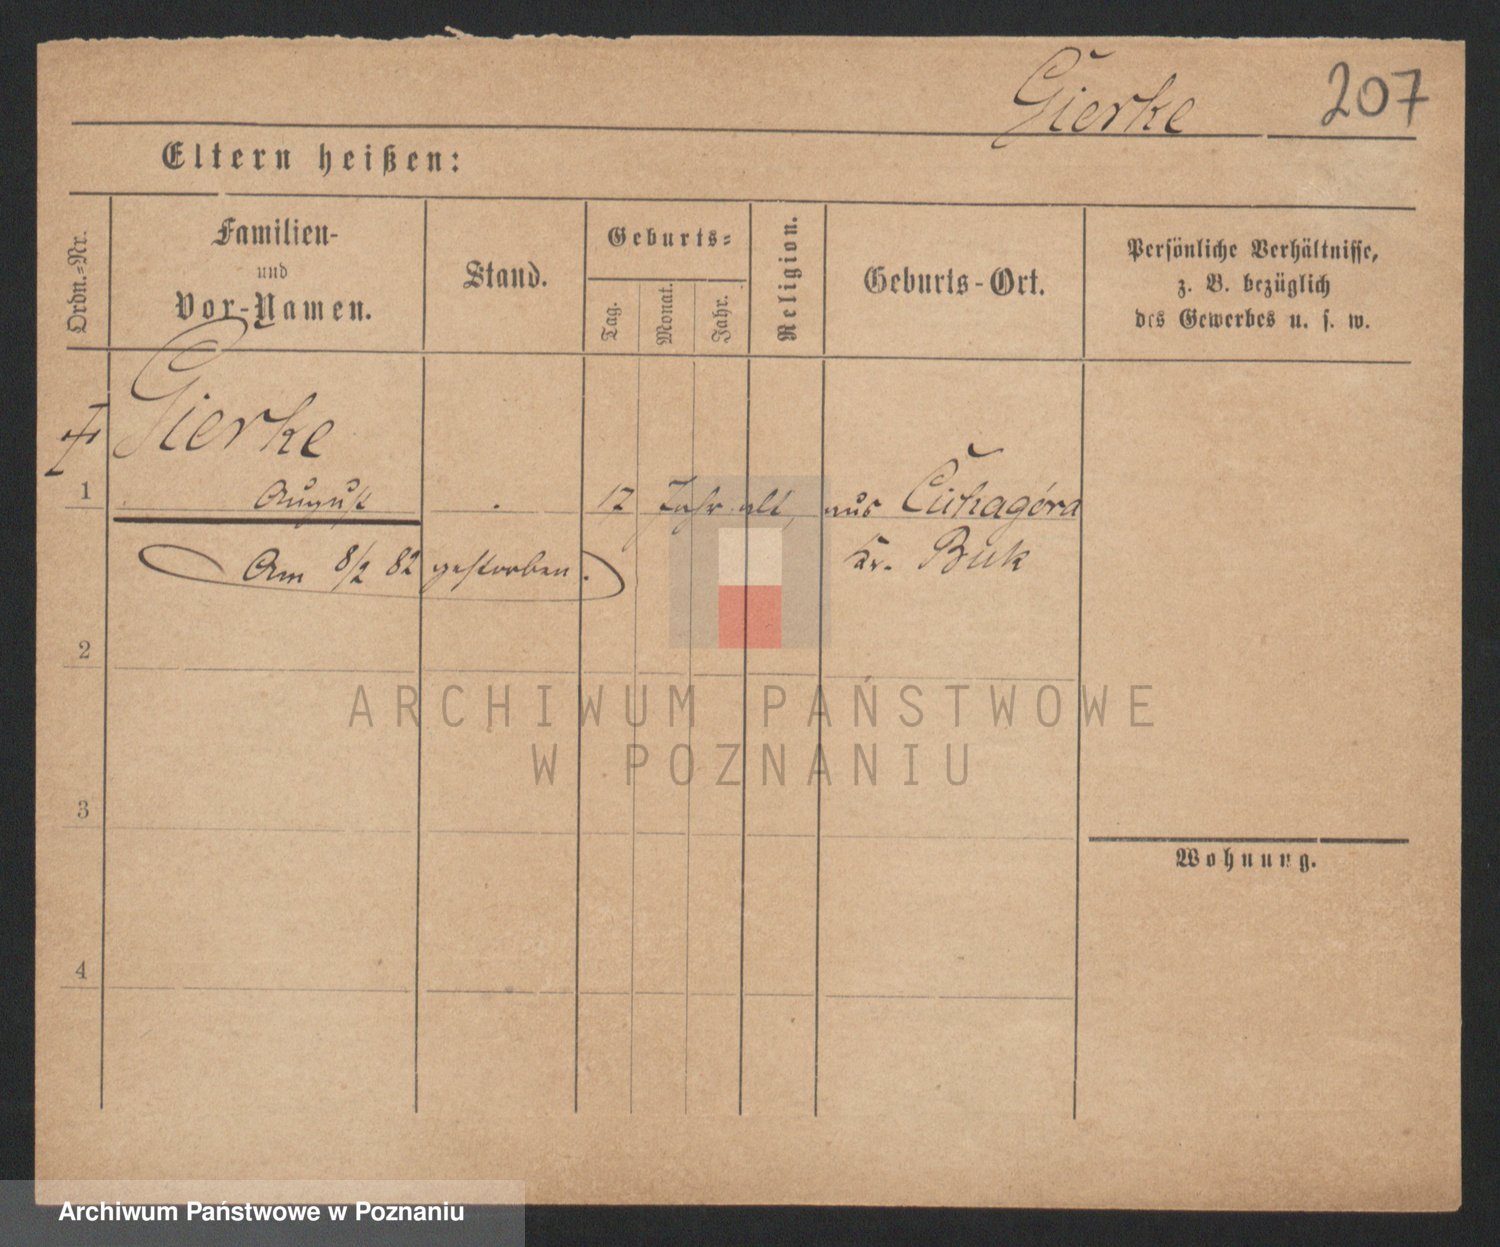 Gierke 207
Eltern heißen:
Ordn.=Nr.
Familien-
und
Vor-Namen.
Stand.
Geburts=
Tag.
Monat.
Jahr.
Religion.
Geburts-Ort.
Persönliche Verhältnisse,
z. B. bezüglich
des Gewerbes u. s. w.
Gierke
1 August . 17 Jahr alt, aus
Kr. Buk
Am 8/2 82 gestorben.
2
3
4
Wohnung.
ARCHIWUM PAŃSTWOWE
W POZNANIU
Archiwum Państwowe w Poznaniu